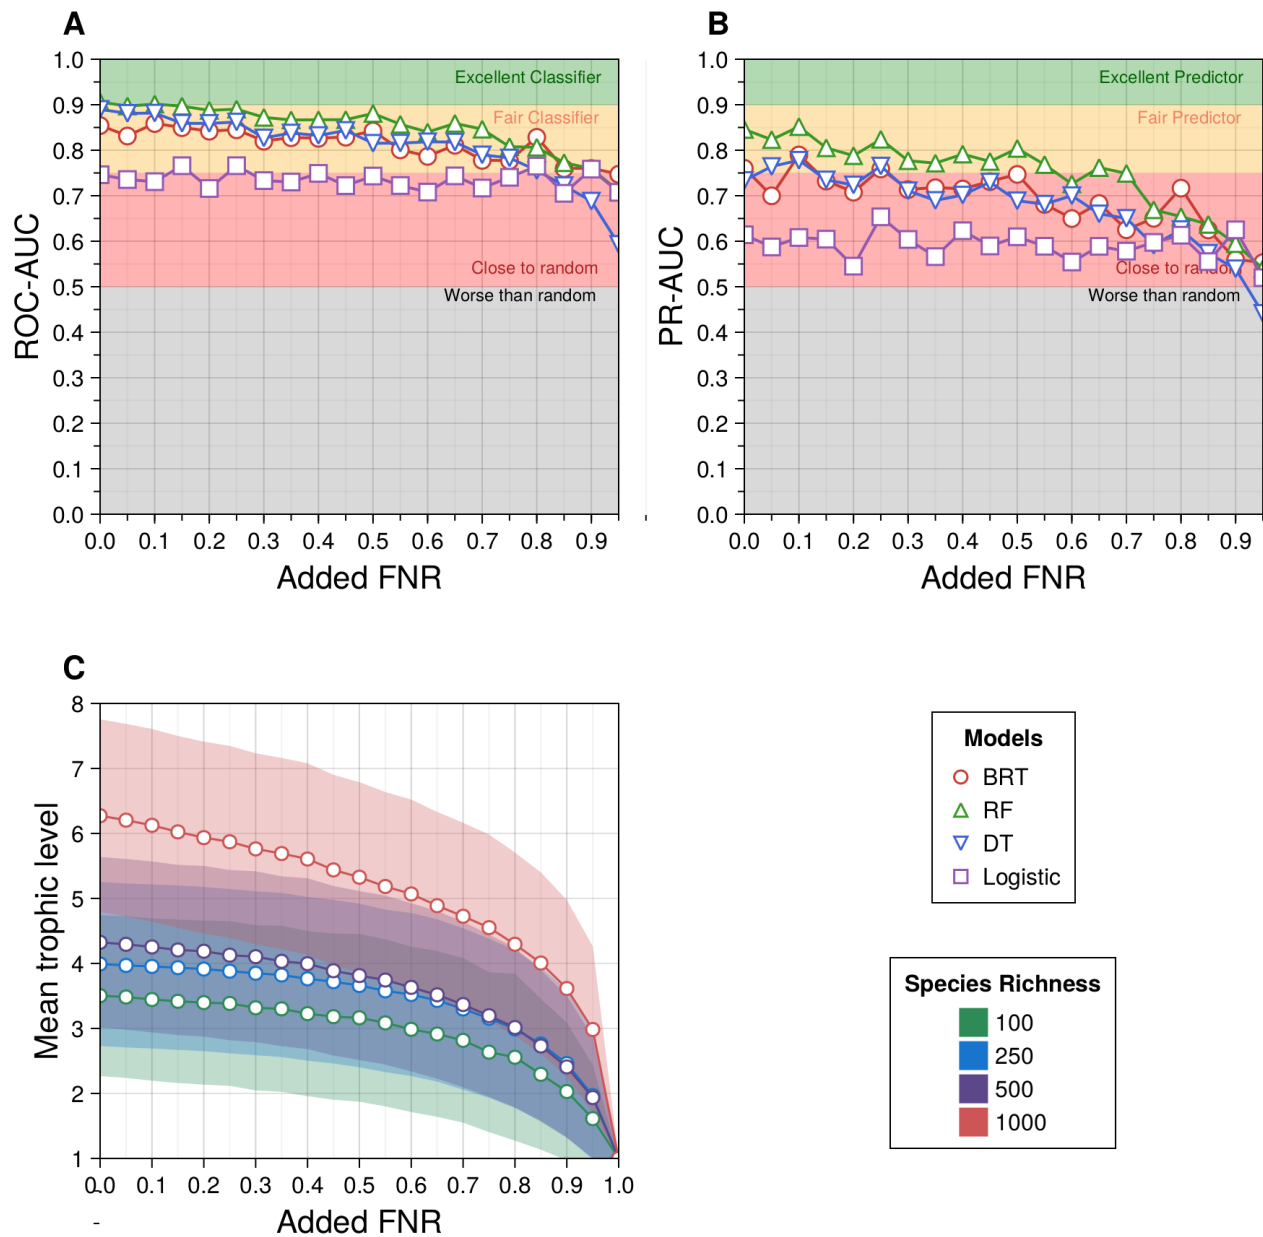 A
1.0
0.9
0.8
0.7
0.6
0.5
0.4
0.3
0.2
0.1
0.0
ROC-AUC
Excellent Classifier
Fair Classifier
Close to random
Worse than random
0.0 0.1 0.2 0.3 0.4 0.5 0.6 0.7 0.8 0.9
Added FNR
B
1.0
0.9
0.8
0.7
0.6
0.5
0.4
0.3
0.2
0.1
0.0
PR-AUC
Excellent Predictor
Fair Predictor
Close to random
Worse than random
0.0 0.1 0.2 0.3 0.4 0.5 0.6 0.7 0.8 0.9
Added FNR
C
8
7
6
5
4
3
2
1
Mean trophic level
0.0 0.1 0.2 0.3 0.4 0.5 0.6 0.7 0.8 0.9 1.0
Added FNR
Models
BRT
RF
DT
Logistic
Species Richness
100
250
500
1000